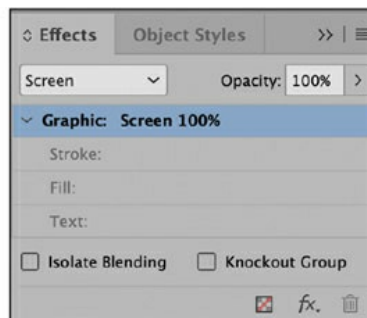 Effects Object Styles
Screen Opacity: 100%
Graphic: Screen 100%
Stroke:
Fill:
Text:
Isolate Blending Knockout Group
fx.